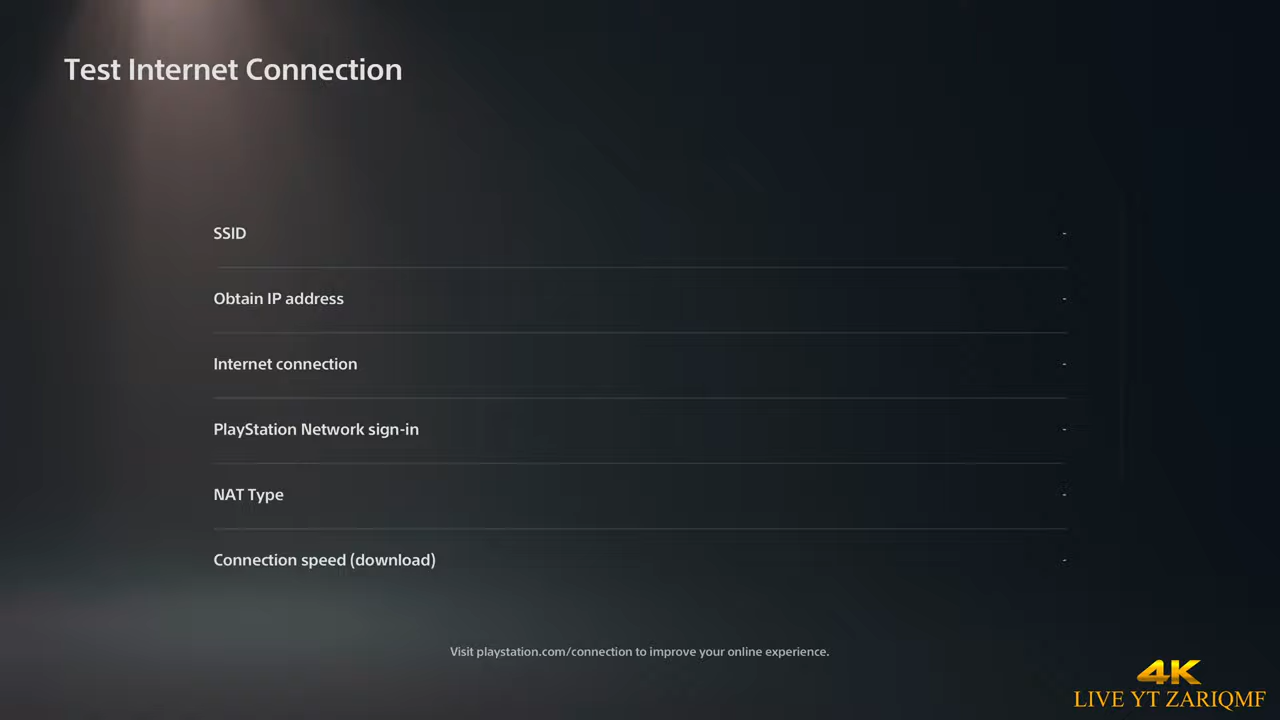 Test Internet Connection
SSID -
Obtain IP address -
Internet connection -
PlayStation Network sign-in -
NAT Type -
Connection speed (download) -
Visit playstation.com/connection to improve your online experience.
4K
LIVE YT ZARIQMF